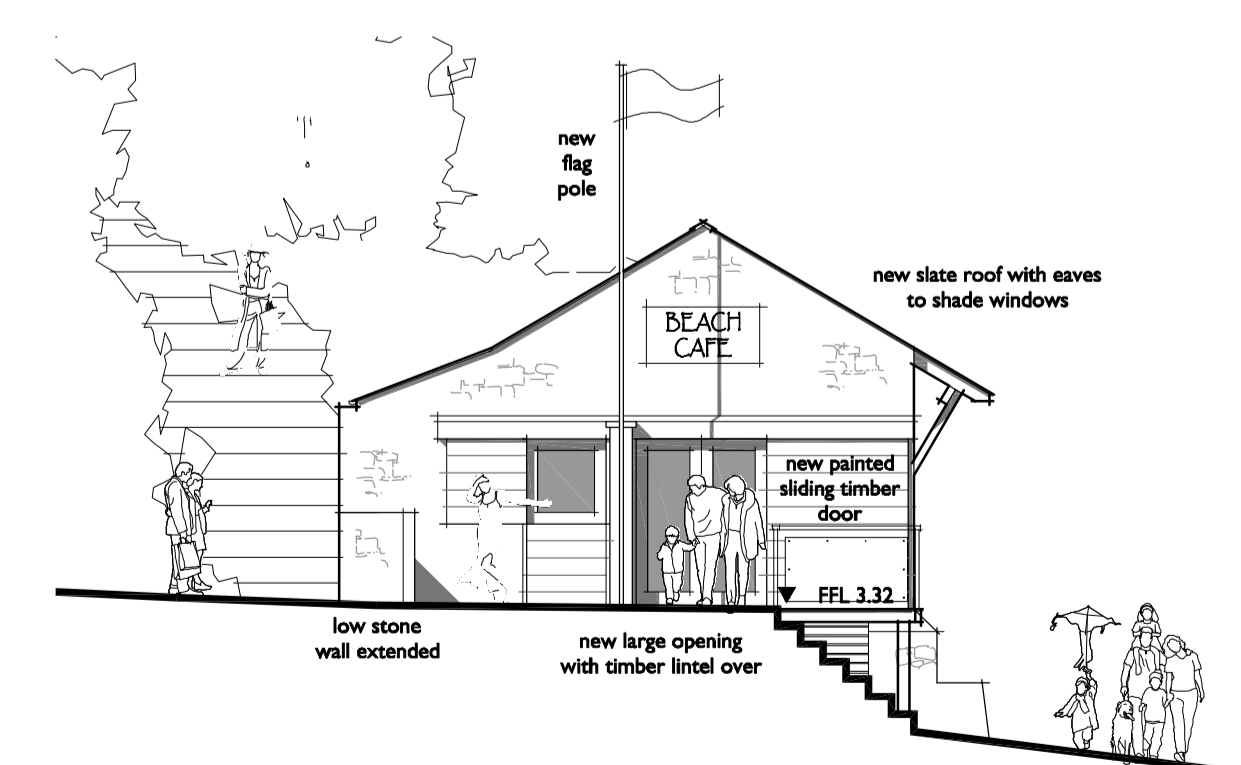 new
flag
pole
new slate roof with eaves
to shade windows
BEACH
CAFE
new painted
sliding timber
door
FFL 3.32
low stone
wall extended
new large opening
with timber lintel over